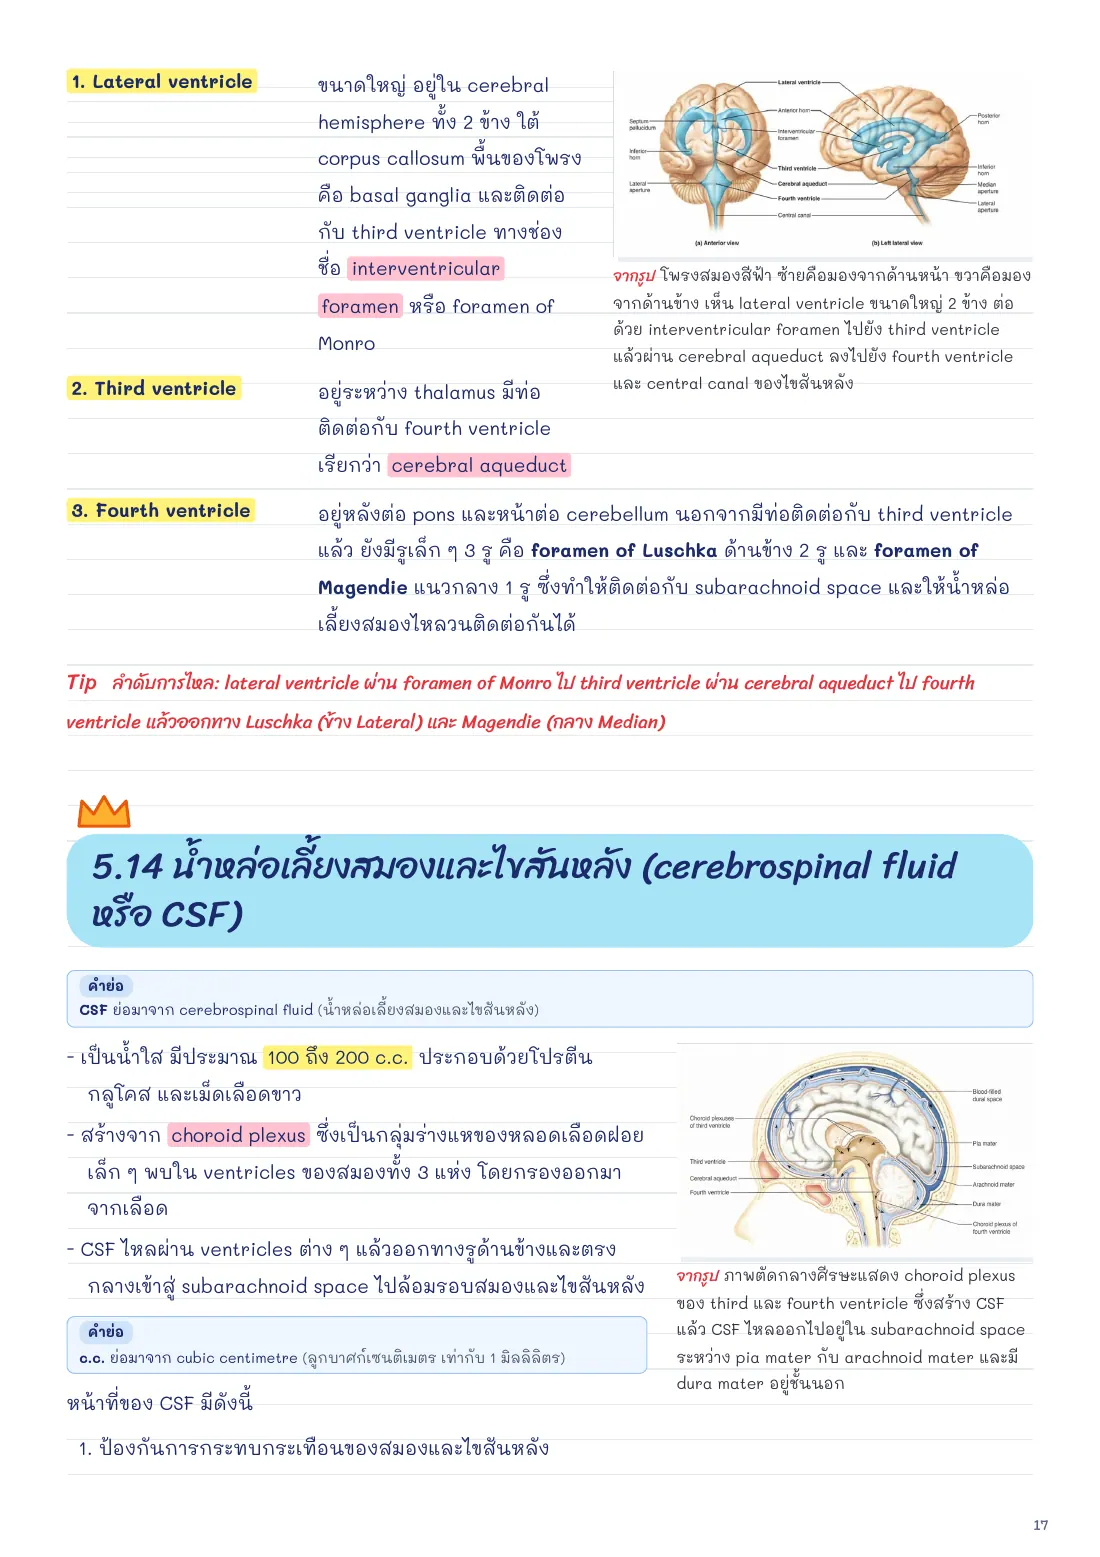 1. Lateral ventricle
ขนาดใหญ่ อยู่ใน cerebral
hemisphere ทั้ง 2 ข้าง ใต้
corpus callosum พื้นของโพรง
คือ basal ganglia และติดต่อ
กับ third ventricle ทางช่อง
ชื่อ interventricular
foramen หรือ foramen of
Monro
Lateral ventricle
Anterior horn
Septum
pellucidum
Interventricular
foramen
Inferior
horn
Third ventricle
Cerebral aqueduct
Lateral
aperture
Fourth ventricle
Central canal
Posterior
horn
Inferior
horn
Median
aperture
Lateral
aperture
(a) Anterior view
(b) Left lateral view
จากรูป โพรงสมองสีฟ้า ซ้ายคือมองจากด้านหน้า ขวาคือมอง
จากด้านข้าง เห็น lateral ventricle ขนาดใหญ่ 2 ข้าง ต่อ
ด้วย interventricular foramen ไปยัง third ventricle
แล้วผ่าน cerebral aqueduct ลงไปยัง fourth ventricle
และ central canal ของไขสันหลัง
2. Third ventricle
อยู่ระหว่าง thalamus มีท่อ
ติดต่อกับ fourth ventricle
เรียกว่า cerebral aqueduct
3. Fourth ventricle
อยู่หลังต่อ pons และหน้าต่อ cerebellum นอกจากมีท่อติดต่อกับ third ventricle
แล้ว ยังมีรูเล็ก ๆ 3 รู คือ foramen of Luschka ด้านข้าง 2 รู และ foramen of
Magendie แนวกลาง 1 รู ซึ่งทำให้ติดต่อกับ subarachnoid space และให้น้ำหล่อ
เลี้ยงสมองไหลวนติดต่อกันได้
Tip ลำดับการไหล: lateral ventricle ผ่าน foramen of Monro ไป third ventricle ผ่าน cerebral aqueduct ไป fourth
ventricle แล้วออกทาง Luschka (ข้าง Lateral) และ Magendie (กลาง Median)
5.14 น้ำหล่อเลี้ยงสมองและไขสันหลัง (cerebrospinal fluid
หรือ CSF)
คำย่อ
CSF ย่อมาจาก cerebrospinal fluid (น้ำหล่อเลี้ยงสมองและไขสันหลัง)
- เป็นน้ำใส มีประมาณ 100 ถึง 200 c.c. ประกอบด้วยโปรตีน
กลูโคส และเม็ดเลือดขาว
- สร้างจาก choroid plexus ซึ่งเป็นกลุ่มร่างแหของหลอดเลือดฝอย
เล็ก ๆ พบใน ventricles ของสมองทั้ง 3 แห่ง โดยกรองออกมา
จากเลือด
- CSF ไหลผ่าน ventricles ต่าง ๆ แล้วออกทางรูด้านข้างและตรง
กลางเข้าสู่ subarachnoid space ไปล้อมรอบสมองและไขสันหลัง
Choroid plexuses
of third ventricle
Third ventricle
Cerebral aqueduct
Fourth ventricle
Blood-filled
dural space
Pia mater
Subarachnoid space
Arachnoid mater
Dura mater
Choroid plexus of
fourth ventricle
จากรูป ภาพตัดกลางศีรษะแสดง choroid plexus
ของ third และ fourth ventricle ซึ่งสร้าง CSF
แล้ว CSF ไหลออกไปอยู่ใน subarachnoid space
ระหว่าง pia mater กับ arachnoid mater และมี
dura mater อยู่ชั้นนอก
คำย่อ
c.c. ย่อมาจาก cubic centimetre (ลูกบาศก์เซนติเมตร เท่ากับ 1 มิลลิลิตร)
หน้าที่ของ CSF มีดังนี้
1. ป้องกันการกระทบกระเทือนของสมองและไขสันหลัง
17